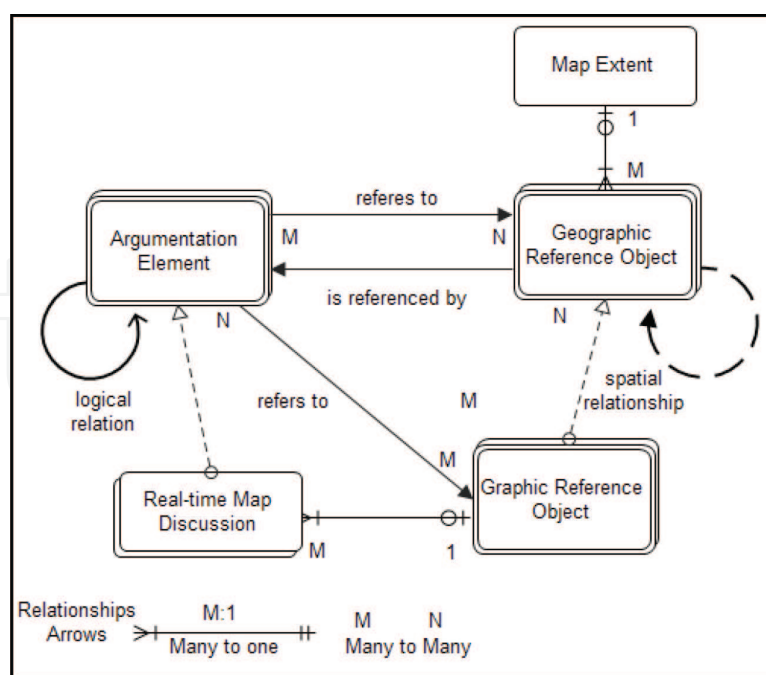 Map Extent
1
M
referes to
Argumentation
Element
M
N
Geographic
Reference Object
is referenced by
N
N
logical
relation
refers to
M
spatial
relationship
M
Real-time Map
Discussion
Graphic Reference
Object
M
1
Relationships
Arrows
M:1
Many to one
M N
Many to Many